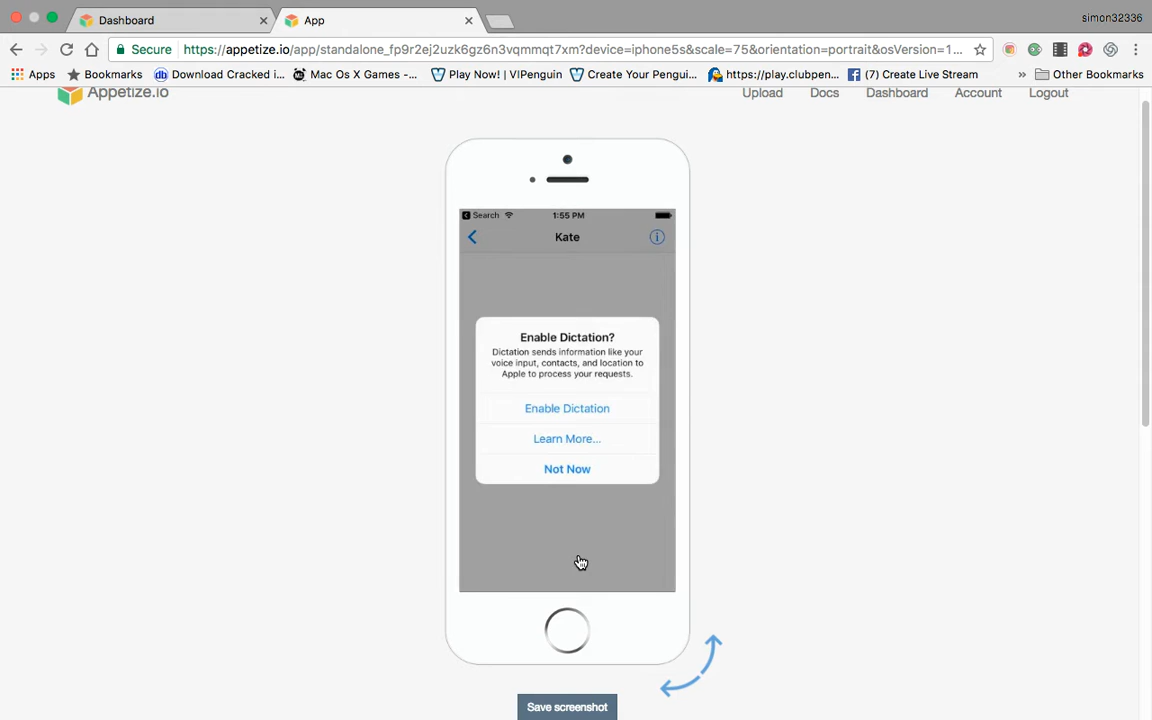 Dashboard
App
simon32336
Secure
https://appetize.io/app/standalone_fp9r2ej2uzk6gz6n3vqmmqt7xm?device=iphone5s&scale=75&orientation=portrait&osVersion=1...
Apps
Bookmarks
Download Cracked i...
Mac Os X Games -...
Play Now! | VIPenguin
Create Your Pengui...
https://play.clubpen...
(7) Create Live Stream
»
Other Bookmarks
Appetize.io
Upload
Docs
Dashboard
Account
Logout
Search
1:55 PM
Kate
Enable Dictation?
Dictation sends information like your
voice input, contacts, and location to
Apple to process your requests.
Enable Dictation
Learn More...
Not Now
Save screenshot